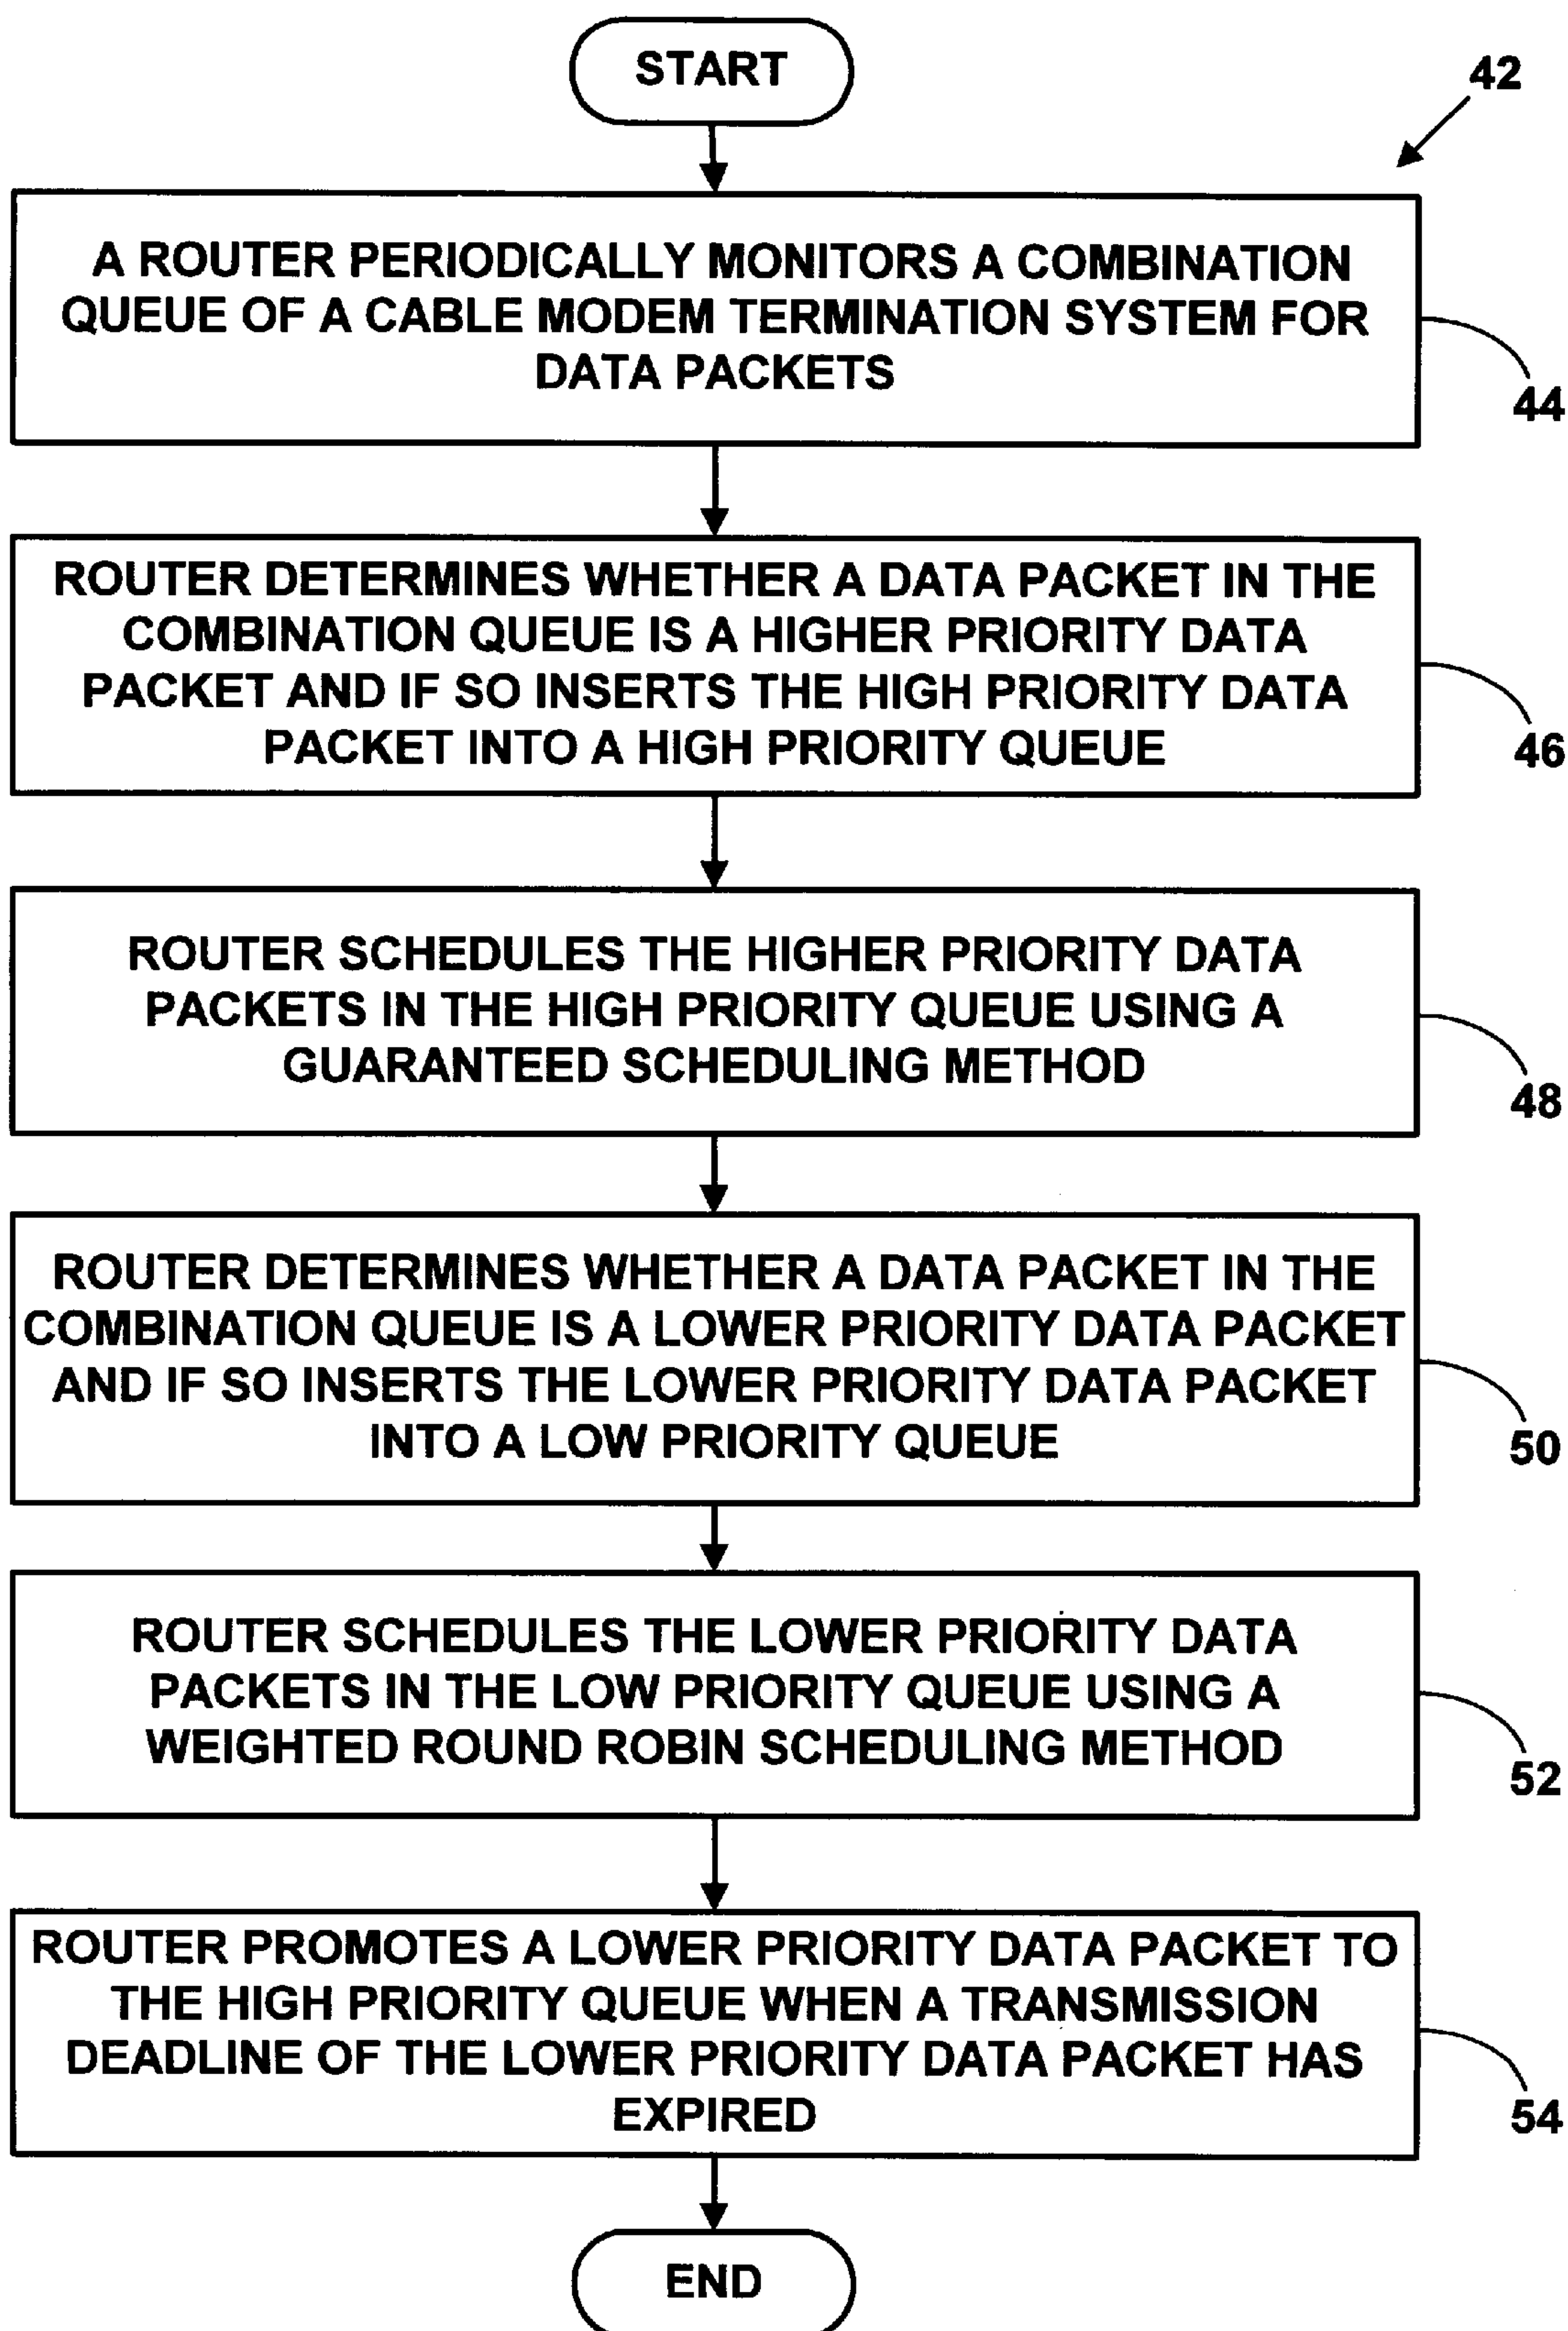 START
42
A ROUTER PERIODICALLY MONITORS A COMBINATION
QUEUE OF A CABLE MODEM TERMINATION SYSTEM FOR
DATA PACKETS
44
ROUTER DETERMINES WHETHER A DATA PACKET IN THE
COMBINATION QUEUE IS A HIGHER PRIORITY DATA
PACKET AND IF SO INSERTS THE HIGH PRIORITY DATA
PACKET INTO A HIGH PRIORITY QUEUE
46
ROUTER SCHEDULES THE HIGHER PRIORITY DATA
PACKETS IN THE HIGH PRIORITY QUEUE USING A
GUARANTEED SCHEDULING METHOD
48
ROUTER DETERMINES WHETHER A DATA PACKET IN THE
COMBINATION QUEUE IS A LOWER PRIORITY DATA PACKET
AND IF SO INSERTS THE LOWER PRIORITY DATA PACKET
INTO A LOW PRIORITY QUEUE
50
ROUTER SCHEDULES THE LOWER PRIORITY DATA
PACKETS IN THE LOW PRIORITY QUEUE USING A
WEIGHTED ROUND ROBIN SCHEDULING METHOD
52
ROUTER PROMOTES A LOWER PRIORITY DATA PACKET TO
THE HIGH PRIORITY QUEUE WHEN A TRANSMISSION
DEADLINE OF THE LOWER PRIORITY DATA PACKET HAS
EXPIRED
54
END